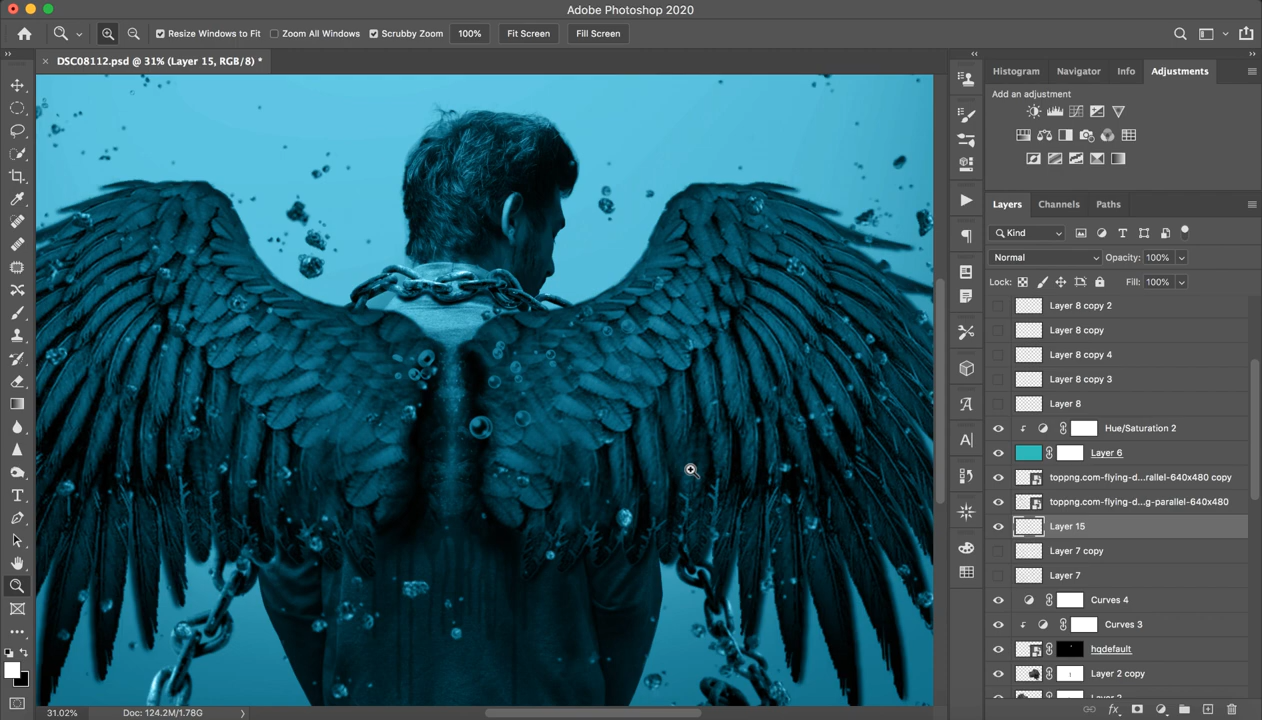 Adobe Photoshop 2020
Resize Windows to Fit Zoom All Windows Scrubby Zoom 100% Fit Screen Fill Screen
DSC08112.psd @ 31% (Layer 15, RGB/8) *
Histogram Navigator Info Adjustments
Add an adjustment
Layers Channels Paths
Kind
Normal Opacity: 100%
Lock: Fill: 100%
Layer 8 copy 2
Layer 8 copy
Layer 8 copy 4
Layer 8 copy 3
Layer 8
Hue/Saturation 2
Layer 6
toppng.com-flying-d...rallel-640x480 copy
toppng.com-flying-d...g-parallel-640x480
Layer 15
Layer 7 copy
Layer 7
Curves 4
Curves 3
hqdefault
Layer 2 copy
31.02% Doc: 124.2M/1.78G